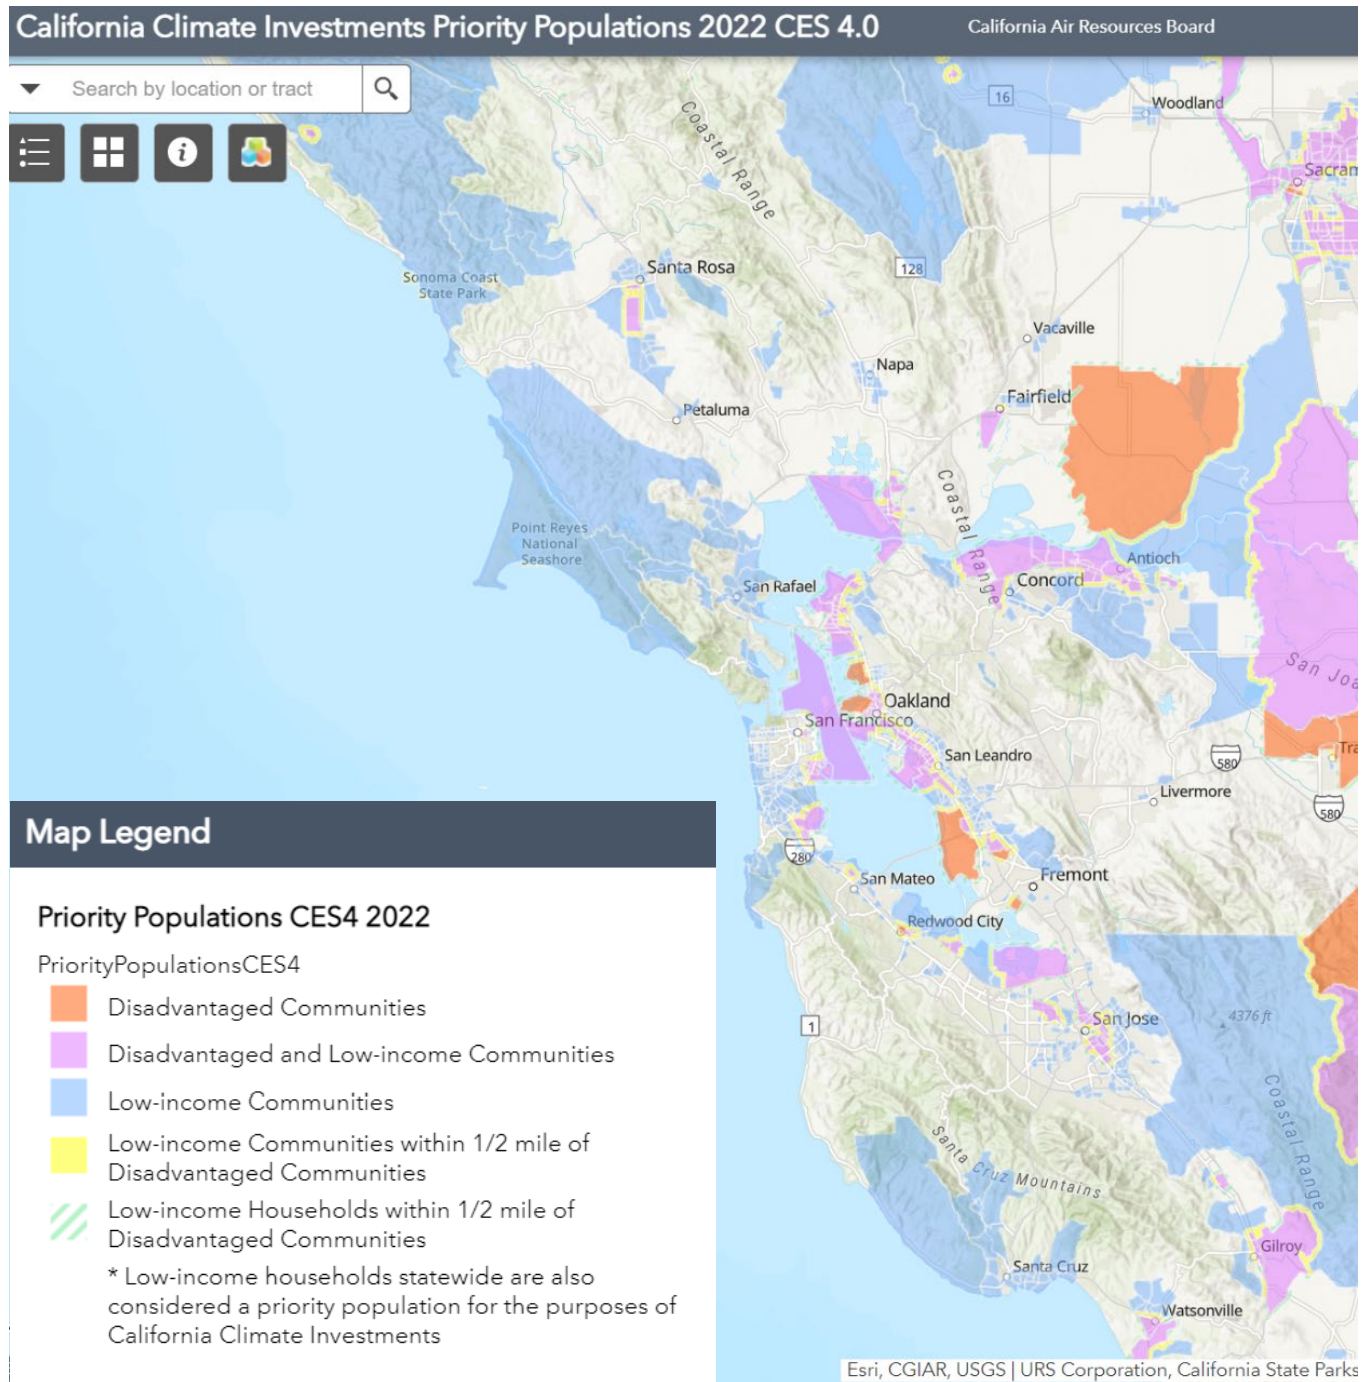 California Climate Investments Priority Populations 2022 CES 4.0
California Air Resources Board
Search by location or tract
16
Woodland
Coastal Range
Sacram
Santa Rosa
128
Sonoma Coast
State Park
Vacaville
Napa
Fairfield
Petaluma
Coastal Range
Point Reyes
National
Seashore
Antioch
Concord
San Rafael
San Joa
Oakland
San Francisco
Tra
San Leandro
580
Livermore
580
280
San Mateo
Fremont
Redwood City
1
San Jose
4376 ft
Coastal Range
Santa Cruz Mountains
Gilroy
Santa Cruz
Watsonville
Map Legend
Priority Populations CES4 2022
PriorityPopulationsCES4
Disadvantaged Communities
Disadvantaged and Low-income Communities
Low-income Communities
Low-income Communities within 1/2 mile of
Disadvantaged Communities
Low-income Households within 1/2 mile of
Disadvantaged Communities
* Low-income households statewide are also
considered a priority population for the purposes of
California Climate Investments
Esri, CGIAR, USGS | URS Corporation, California State Parks